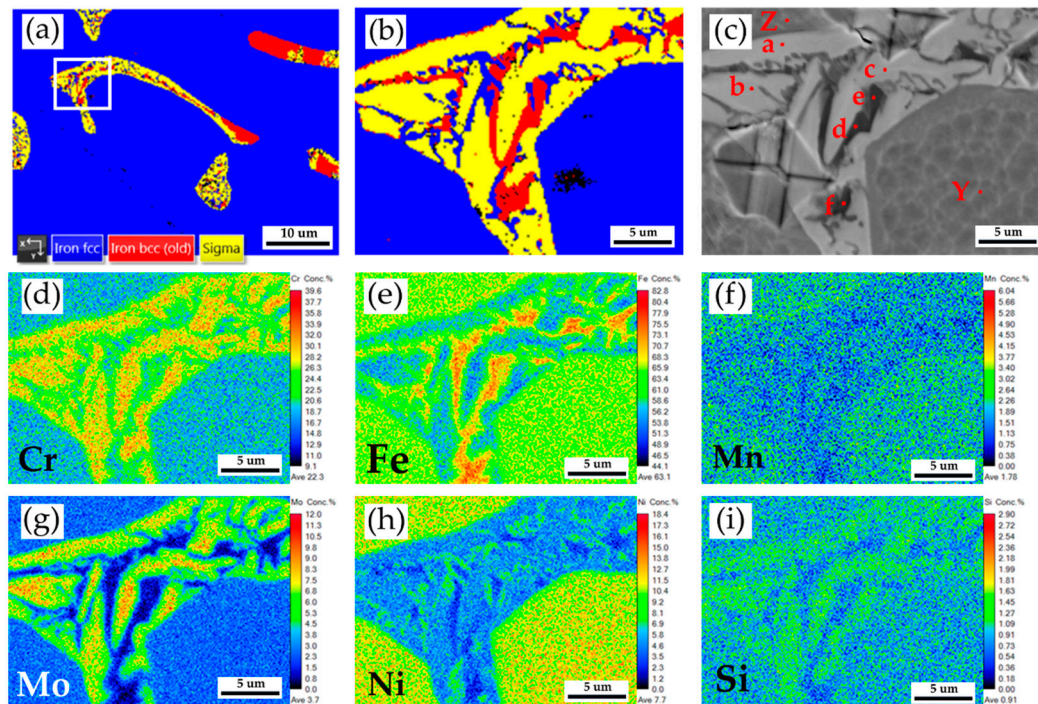 (a)
X
Y
Iron fcc
Iron bcc (old)
Sigma
10 um
(b)
5 um
(c)
Z
a
b
c
e
d
f
Y
5 um
(d)
Cr
5 um
Cr Conc.%
39.6
37.7
35.8
33.9
32.0
30.1
28.2
26.3
24.4
22.5
20.6
18.7
16.7
14.8
12.9
11.0
9.1
Ave 22.3
(e)
Fe
5 um
Fe Conc.%
82.8
80.4
77.9
75.5
73.1
70.7
68.3
65.9
63.4
61.0
58.6
56.2
53.8
51.3
48.9
46.5
44.1
Ave 63.1
(f)
Mn
5 um
Mn Conc.%
6.04
5.66
5.28
4.90
4.53
4.15
3.77
3.40
3.02
2.64
2.26
1.89
1.51
1.13
0.75
0.38
0.00
Ave 1.78
(g)
Mo
5 um
Mo Conc.%
12.0
11.3
10.5
9.8
9.0
8.3
7.5
6.8
6.0
5.3
4.5
3.8
3.0
2.3
1.5
0.8
0.0
Ave 3.7
(h)
Ni
5 um
Ni Conc.%
18.4
17.3
16.1
15.0
13.8
12.7
11.5
10.4
9.2
8.1
6.9
5.8
4.6
3.5
2.3
1.2
0.0
Ave 7.7
(i)
Si
5 um
Si Conc.%
2.90
2.72
2.54
2.36
2.18
1.99
1.81
1.63
1.45
1.27
1.09
0.91
0.73
0.54
0.36
0.18
0.00
Ave 0.91